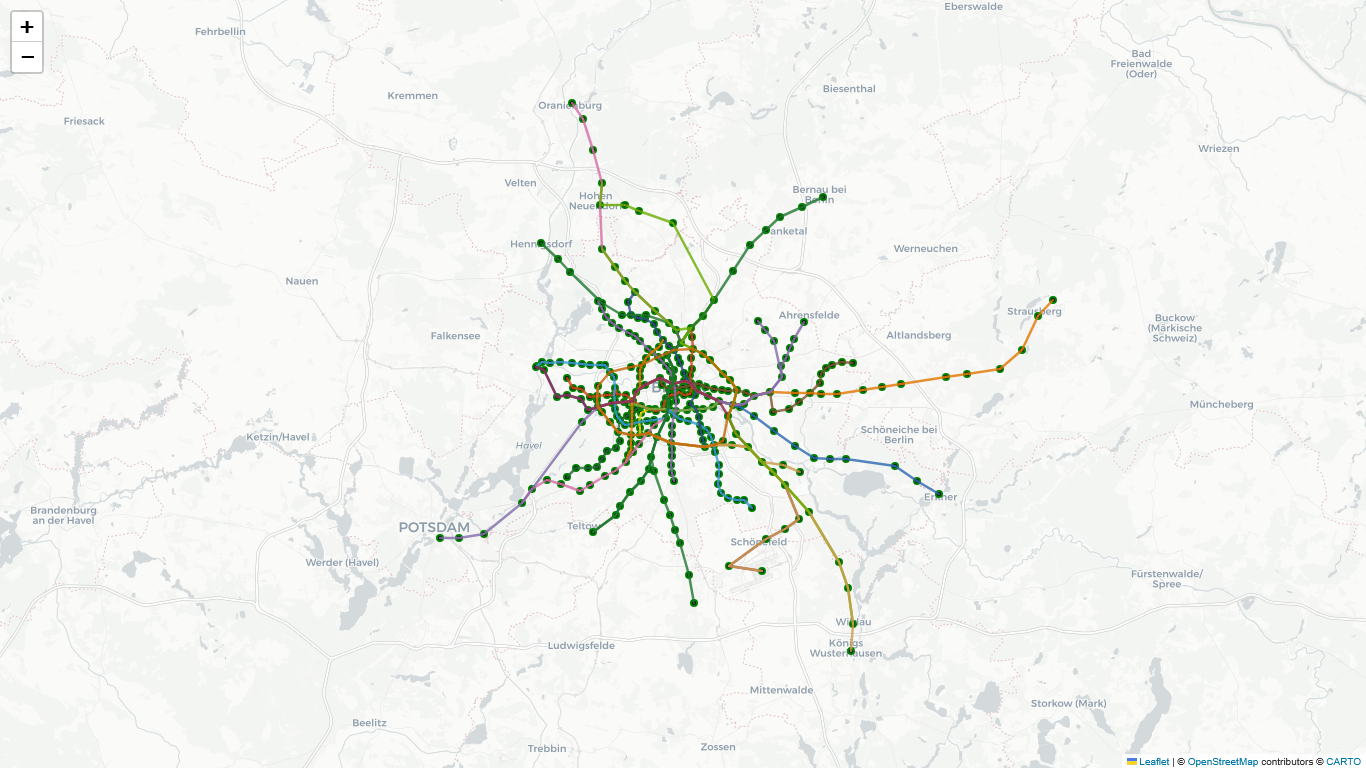 +
−
Eberswalde
Fehrbellin
Bad
Freienwalde
(Oder)
Biesenthal
Kremmen
Oranienburg
Friesack
Wriezen
Velten
Bernau bei
Berlin
Hohen
Neuendorf
Panketal
Hennigsdorf
Werneuchen
Nauen
Strausberg
Ahrensfelde
Buckow
(Märkische
Schweiz)
Falkensee
Altlandsberg
Müncheberg
Schöneiche bei
Berlin
Ketzin/Havel
Havel
Erkner
Brandenburg
an der Havel
POTSDAM
Teltow
Schönefeld
Werder (Havel)
Fürstenwalde/
Spree
Wildau
Königs
Wusterhausen
Ludwigsfelde
Mittenwalde
Storkow (Mark)
Beelitz
Trebbin
Zossen
Leaflet | © OpenStreetMap contributors © CARTO